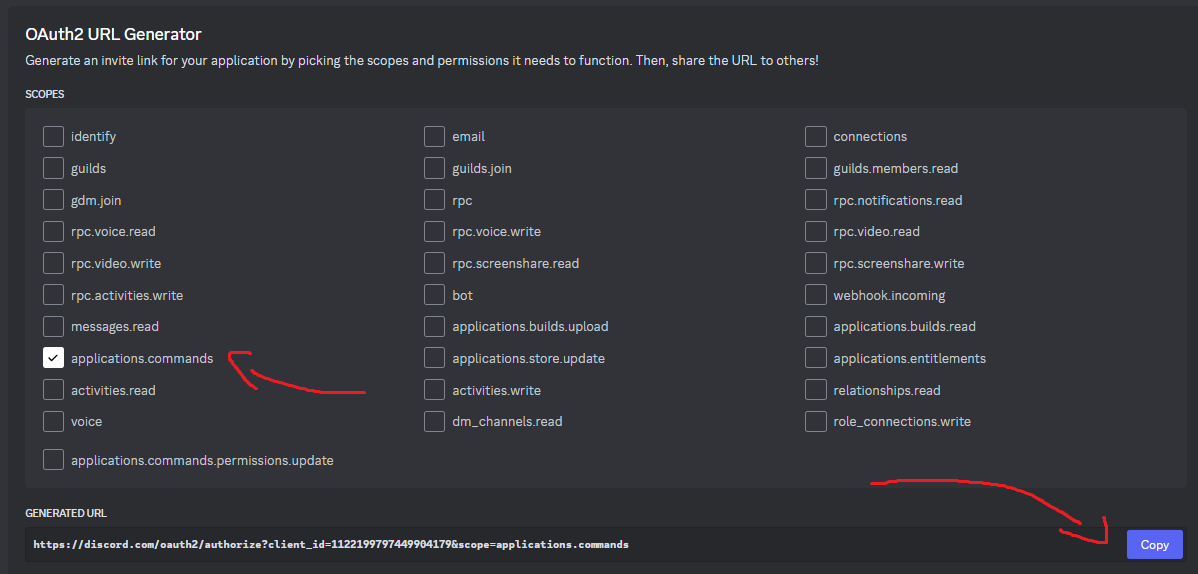 OAuth2 URL Generator
Generate an invite link for your application by picking the scopes and permissions it needs to function. Then, share the URL to others!
SCOPES
identify email connections
guilds guilds.join guilds.members.read
gdm.join rpc rpc.notifications.read
rpc.voice.read rpc.voice.write rpc.video.read
rpc.video.write rpc.screenshare.read rpc.screenshare.write
rpc.activities.write bot webhook.incoming
messages.read applications.builds.upload applications.builds.read
applications.commands applications.store.update applications.entitlements
activities.read activities.write relationships.read
voice dm_channels.read role_connections.write
applications.commands.permissions.update
GENERATED URL
https://discord.com/oauth2/authorize?client_id=1122199797449904179&scope=applications.commands Copy